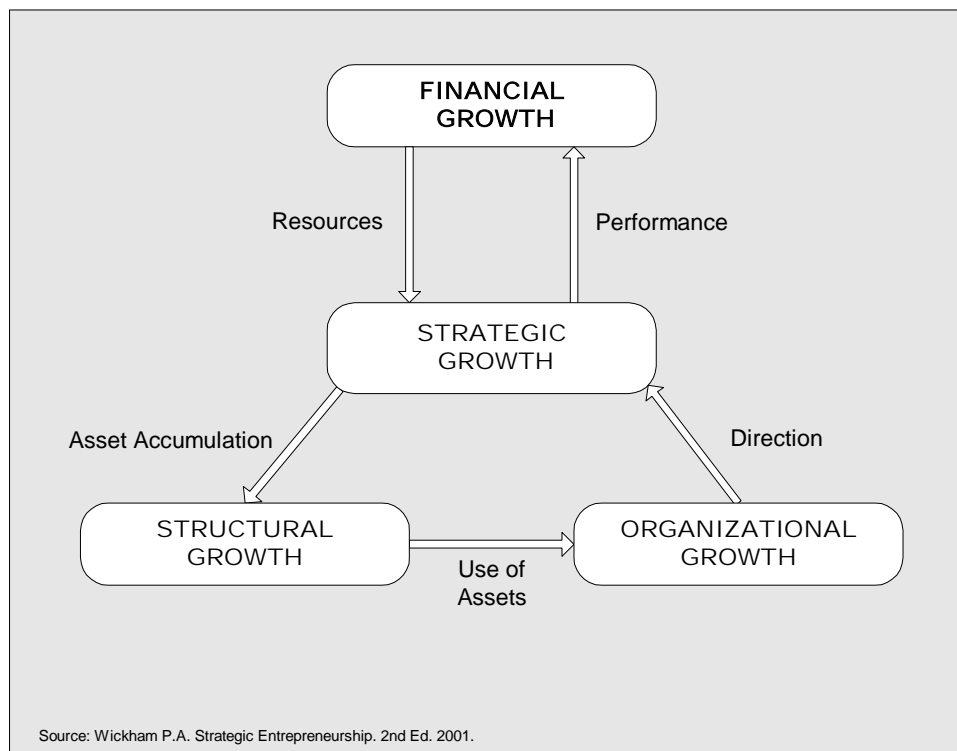 FINANCIAL
GROWTH
Resources
Performance
STRATEGIC
GROWTH
Asset Accumulation
Direction
STRUCTURAL
GROWTH
Use of
Assets
ORGANIZATIONAL
GROWTH
Source: Wickham P.A. Strategic Entrepreneurship. 2nd Ed. 2001.